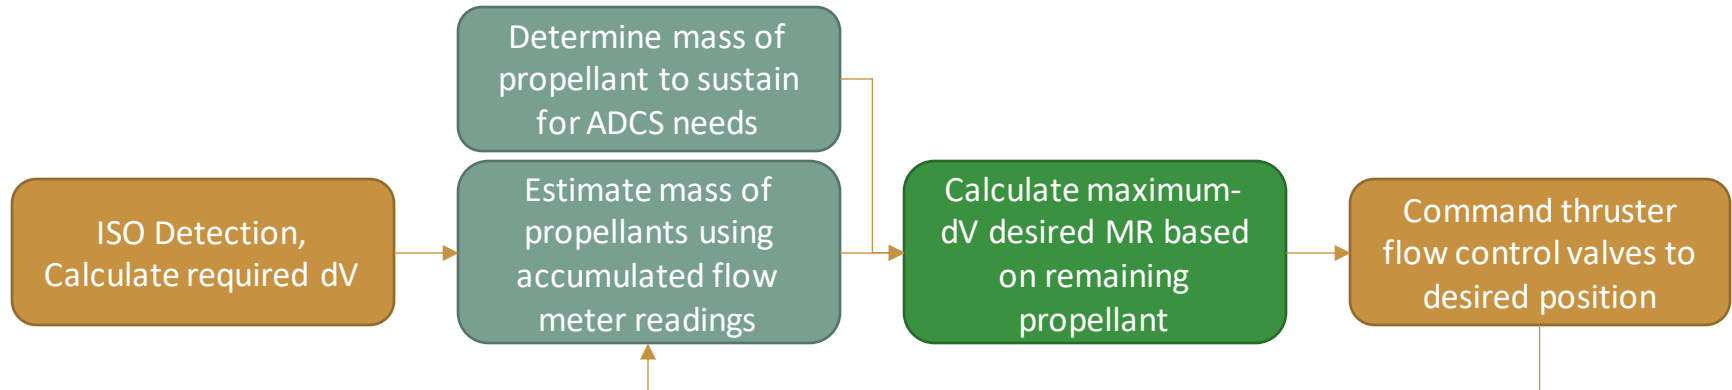 Determine mass of
propellant to sustain
for ADCS needs
ISO Detection,
Calculate required dV
Estimate mass of
propellants using
accumulated flow
meter readings
Calculate maximum-
dV desired MR based
on remaining
propellant
Command thruster
flow control valves to
desired position